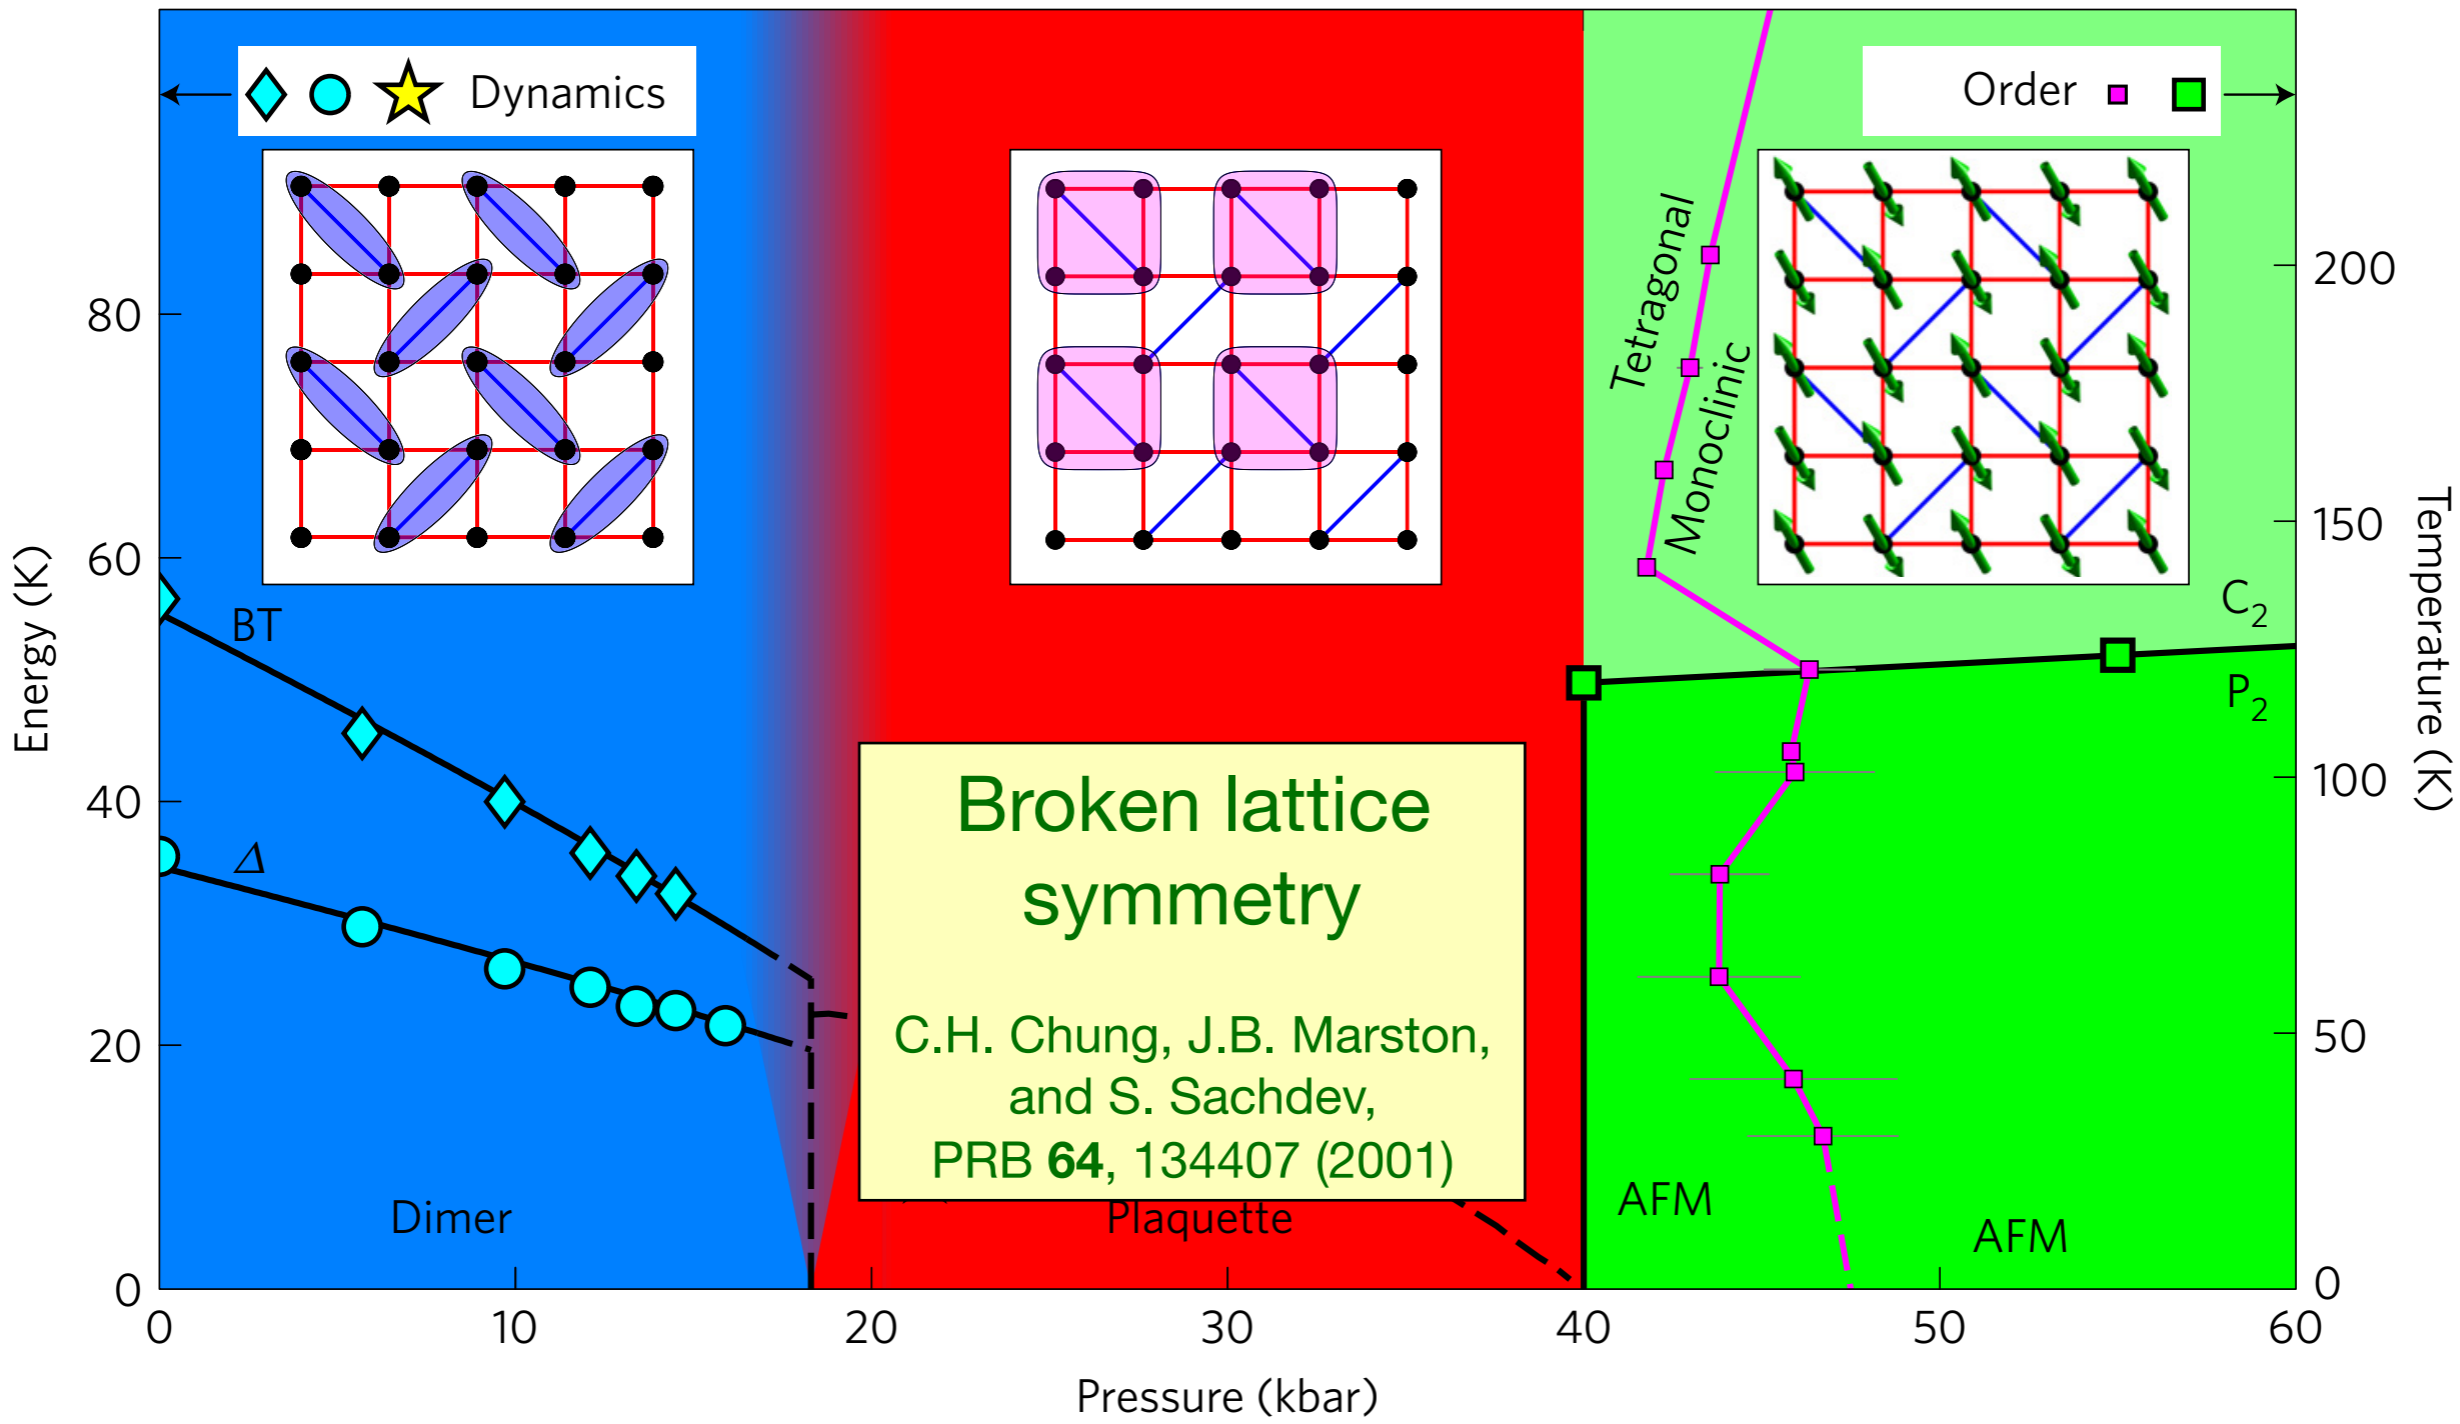 Dynamics
Order
Tetragonal
Monoclinic
200
80
150
60
C2
BT
P2
100
40
Δ
50
20
0
0
Energy (K)
Temperature (K)
Broken lattice
symmetry
C.H. Chung, J.B. Marston,
and S. Sachdev,
PRB 64, 134407 (2001)
Dimer
Plaquette
AFM
AFM
0
10
20
30
40
50
60
Pressure (kbar)